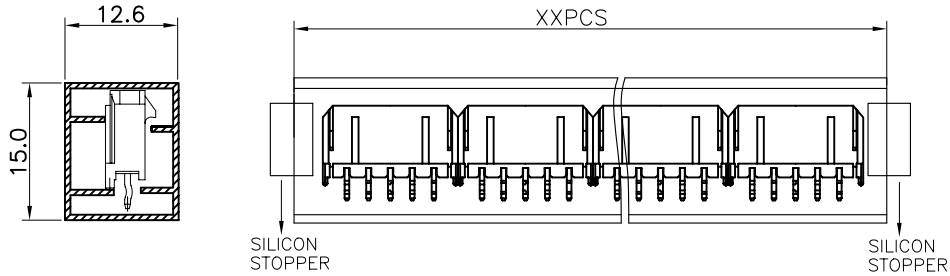 12.6
XXPCS
15.0
SILICON
STOPPER
SILICON
STOPPER